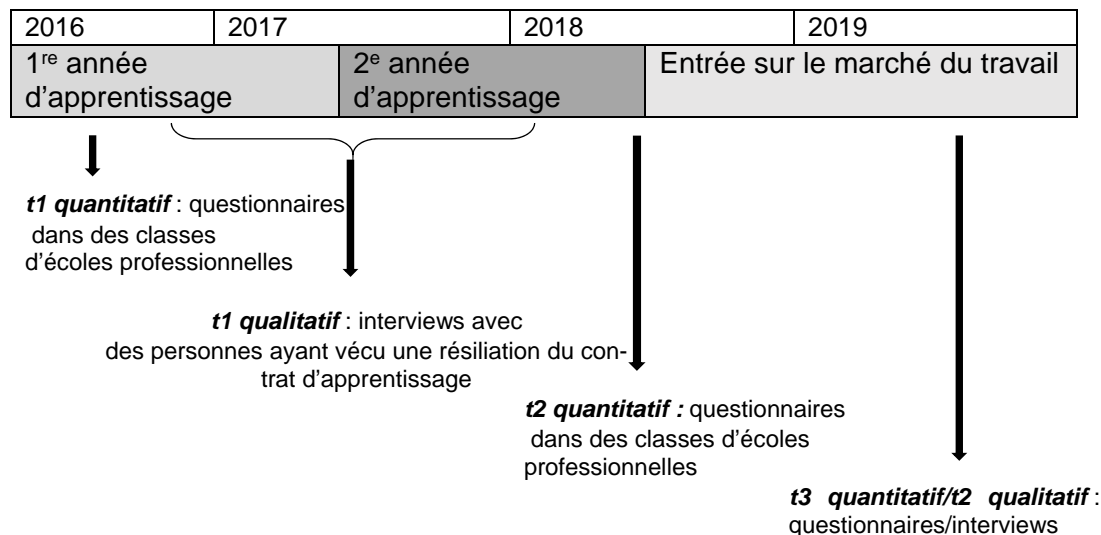 2016 2017 2018 2019
1re année
d'apprentissage
2e année
d'apprentissage
Entrée sur le marché du travail
t1 quantitatif : questionnaires
dans des classes
d'écoles professionnelles
t1 qualitatif : interviews avec
des personnes ayant vécu une résiliation du con-
trat d'apprentissage
t2 quantitatif : questionnaires
dans des classes d'écoles
professionnelles
t3 quantitatif/t2 qualitatif :
questionnaires/interviews